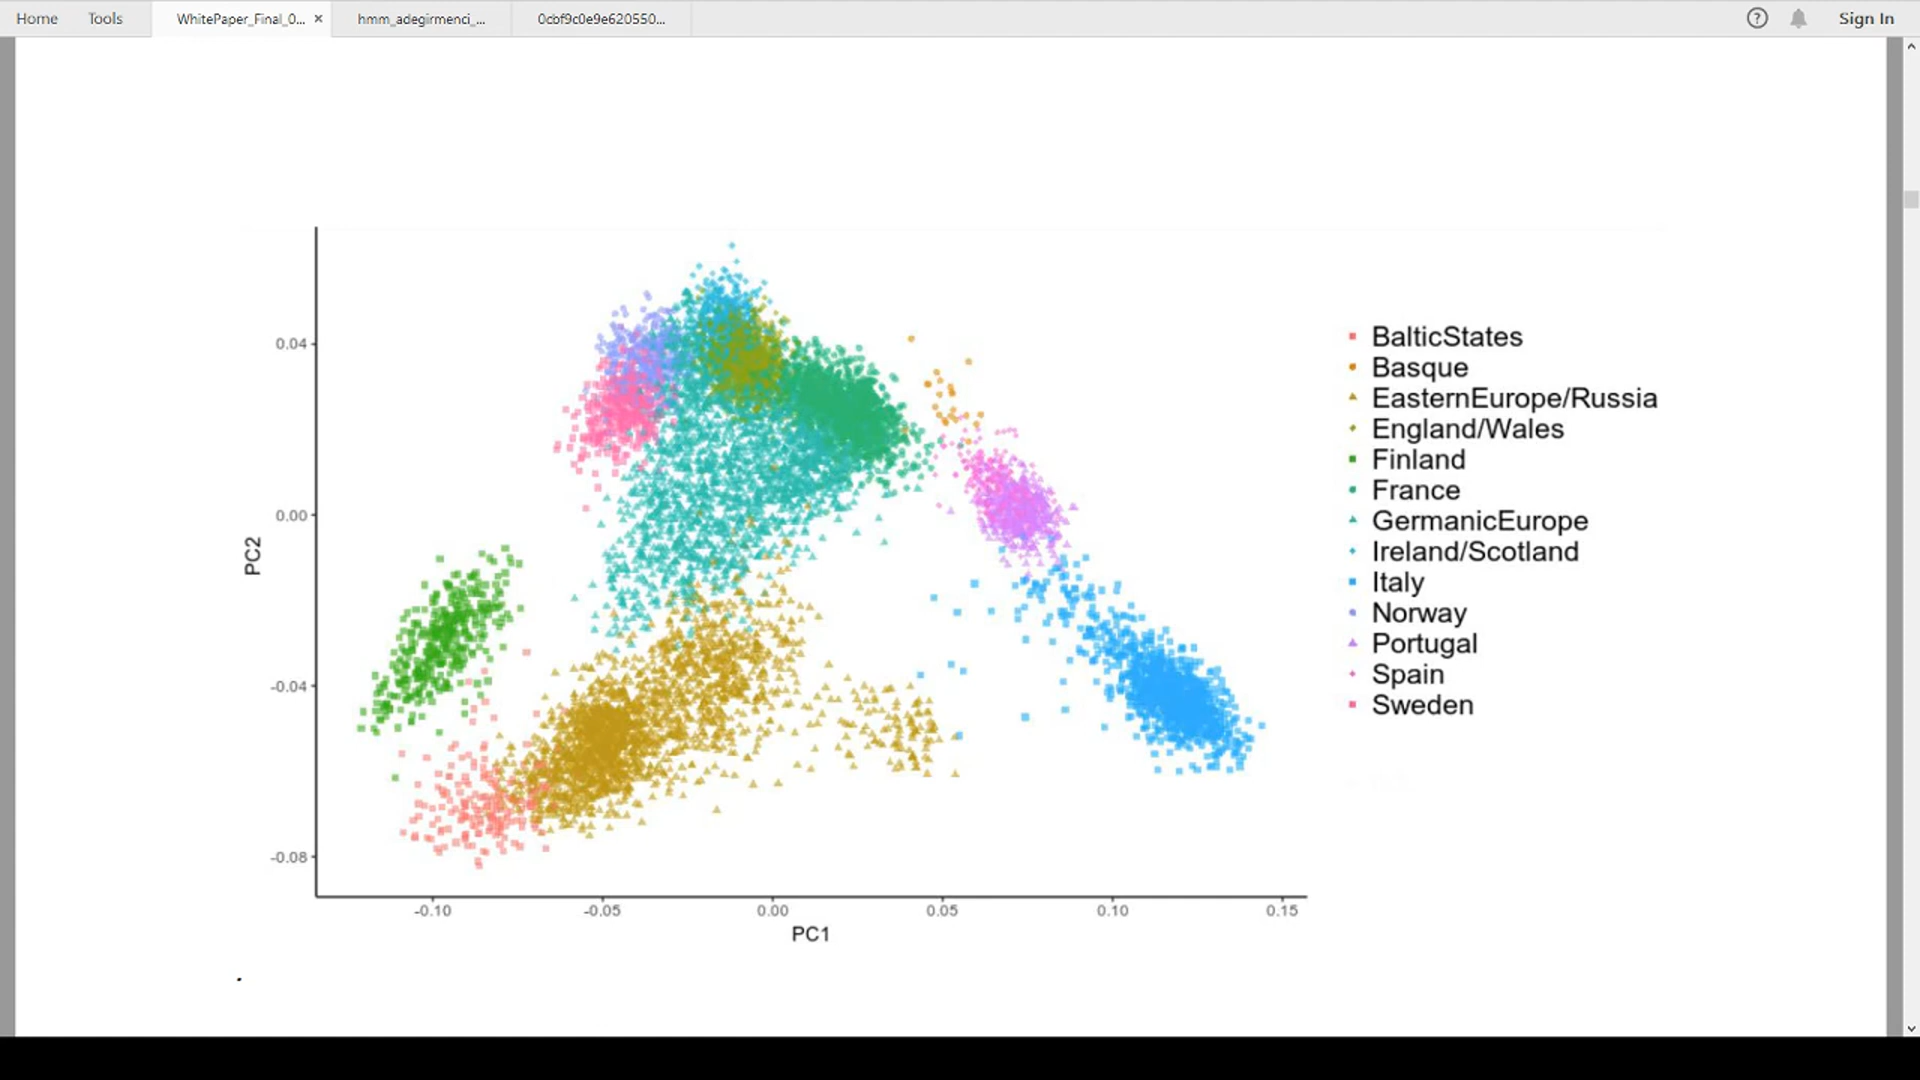 Home Tools WhitePaper_Final_0... × hmm_adegirmenci_... 0cbf9c0e9e620550... ? Sign In
0.04
0.00
-0.04
-0.08
PC2
-0.10 -0.05 0.00 0.05 0.10 0.15
PC1
BalticStates
Basque
EasternEurope/Russia
England/Wales
Finland
France
GermanicEurope
Ireland/Scotland
Italy
Norway
Portugal
Spain
Sweden